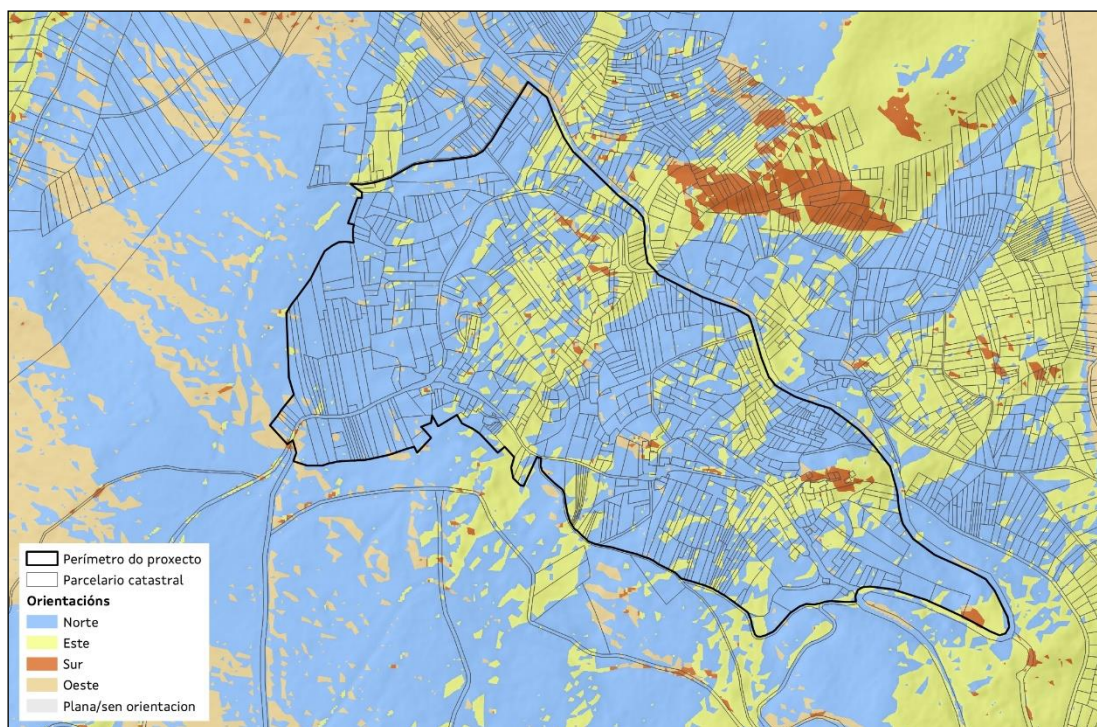 Perímetro do proxecto
Parcelario catastral
Orientacións
Norte
Este
Sur
Oeste
Plana/sen orientacion